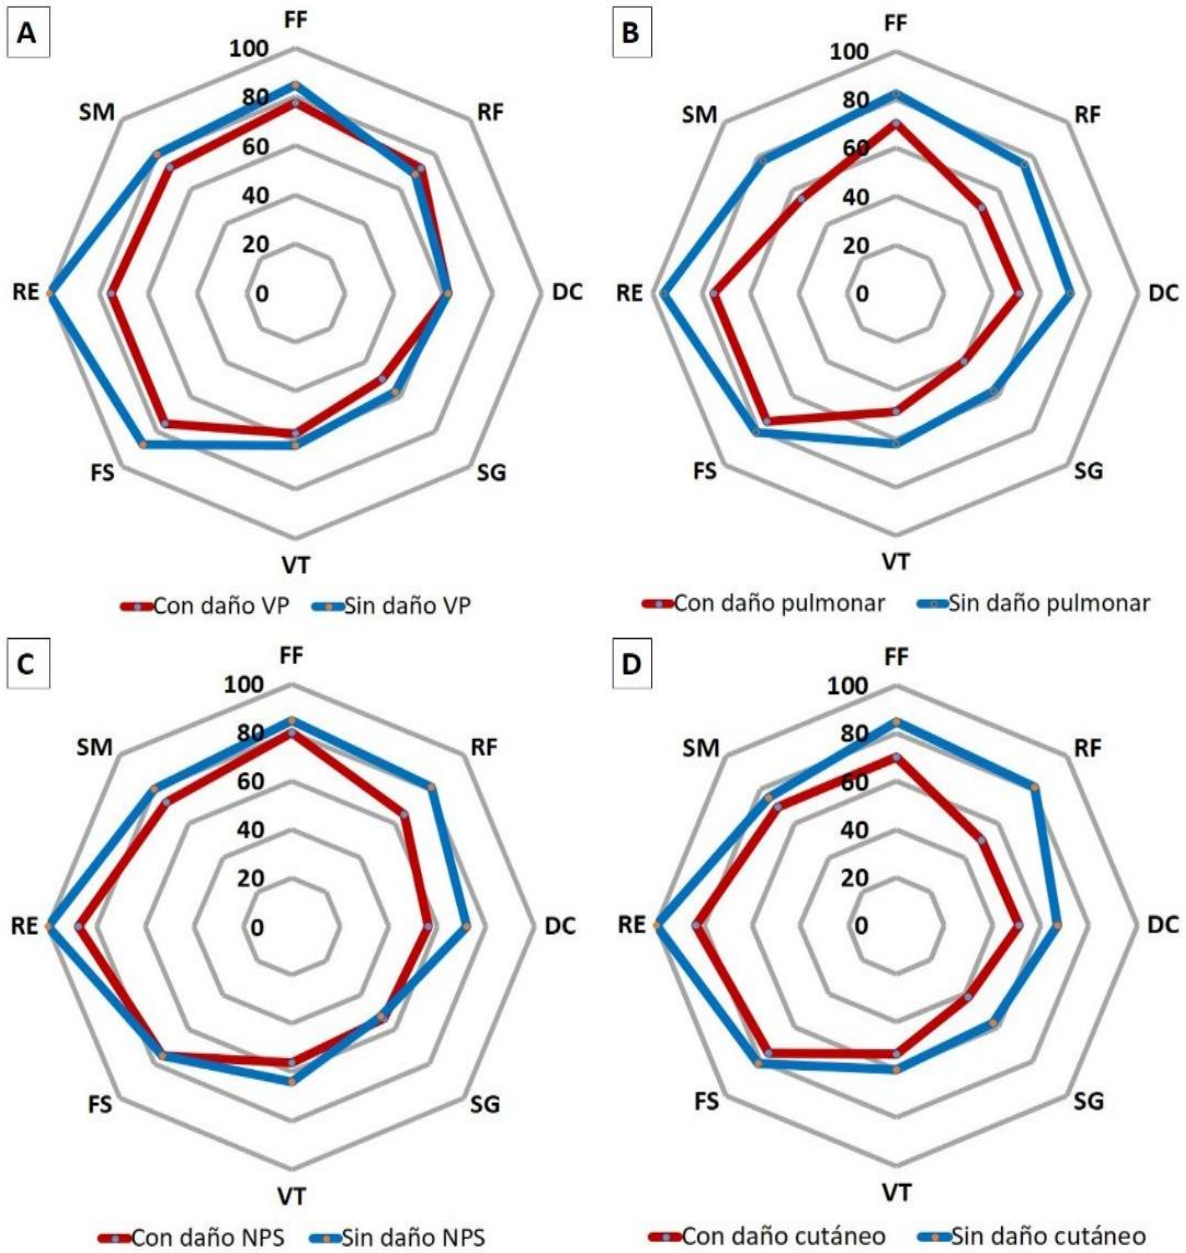 A
FF
100
80
60
40
20
0
RF
DC
SG
VT
FS
RE
SM
Con daño VP
Sin daño VP
B
FF
100
80
60
40
20
0
RF
DC
SG
VT
FS
RE
SM
Con daño pulmonar
Sin daño pulmonar
C
FF
100
80
60
40
20
0
RF
DC
SG
VT
FS
RE
SM
Con daño NPS
Sin daño NPS
D
FF
100
80
60
40
20
0
RF
DC
SG
VT
FS
RE
SM
Con daño cutáneo
Sin daño cutáneo